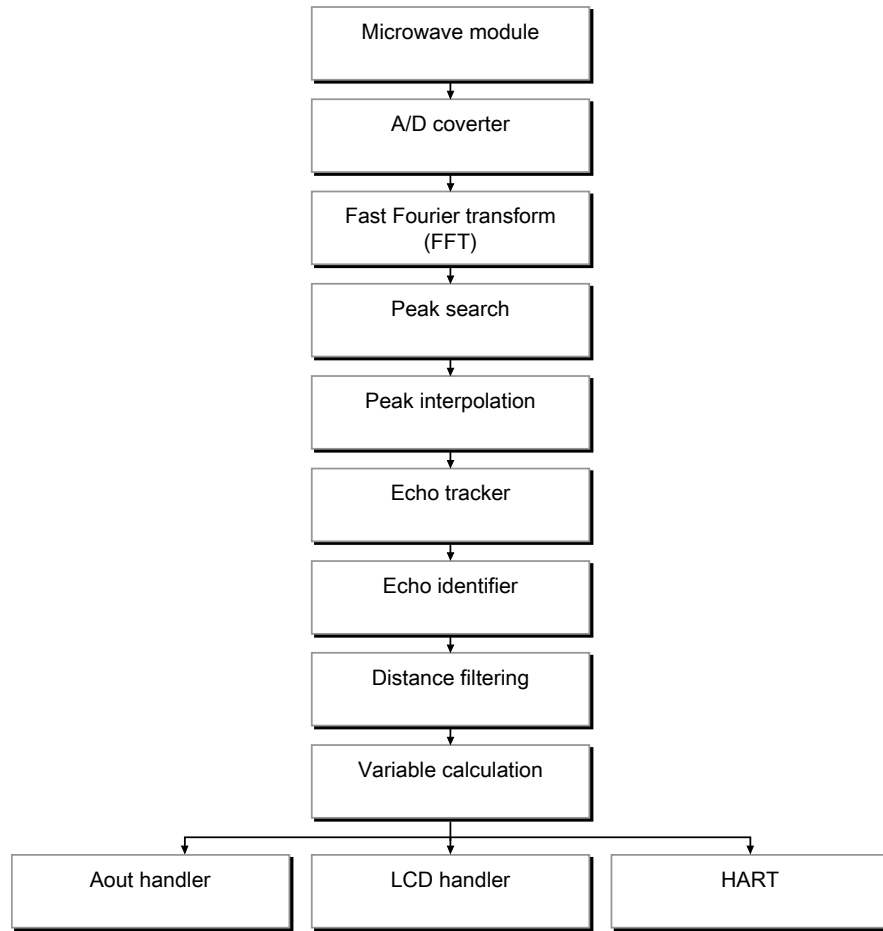 Microwave module
A/D coverter
Fast Fourier transform
(FFT)
Peak search
Peak interpolation
Echo tracker
Echo identifier
Distance filtering
Variable calculation
Aout handler
LCD handler
HART